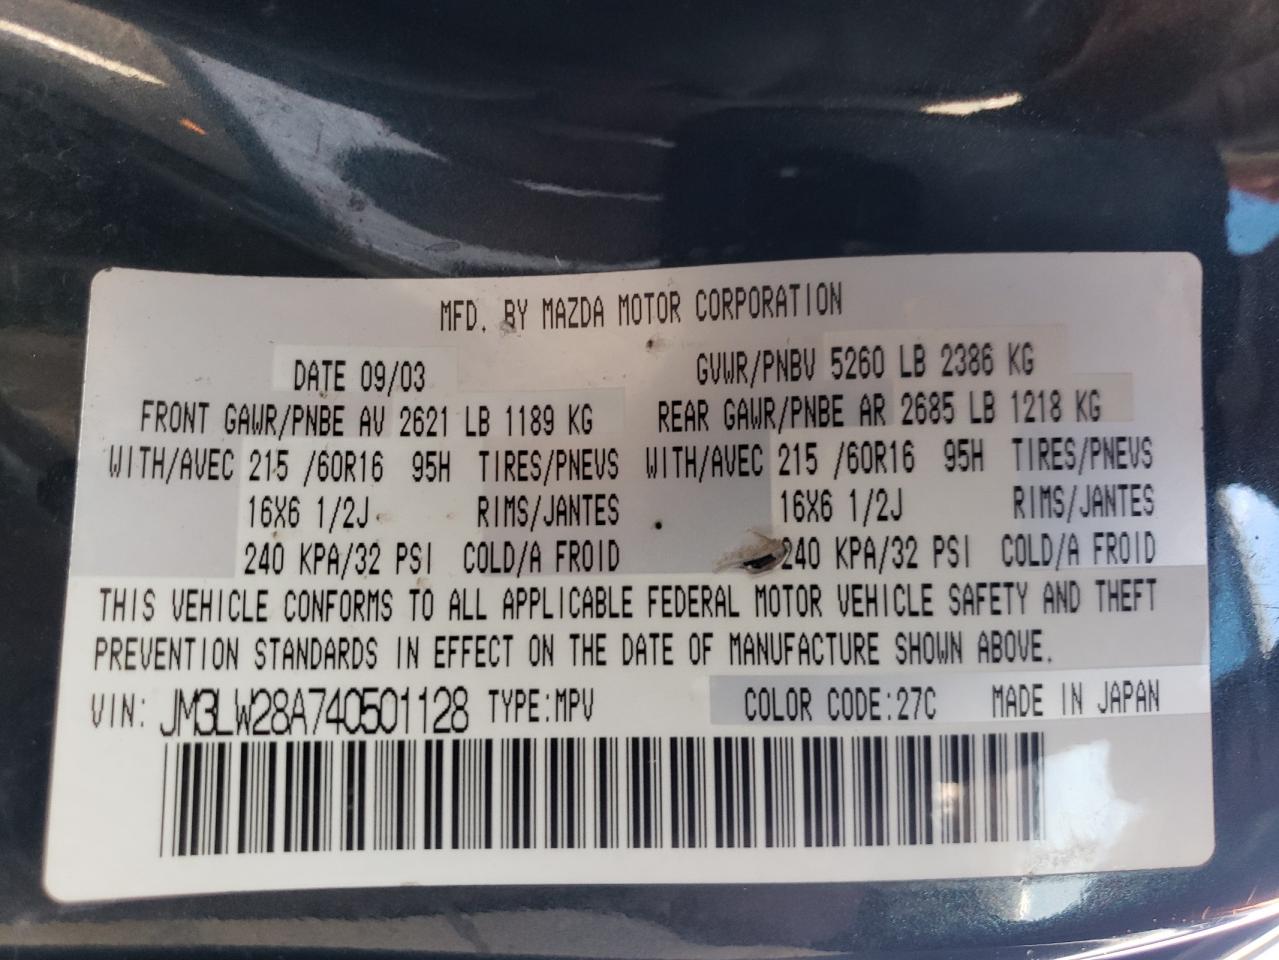 MFD. BY MAZDA MOTOR CORPORATION
DATE 09/03 GVWR/PNBV 5260 LB 2386 KG
FRONT GAWR/PNBE AV 2621 LB 1189 KG REAR GAWR/PNBE AR 2685 LB 1218 KG
WITH/AVEC 215 /60R16 95H TIRES/PNEUS WITH/AVEC 215 /60R16 95H TIRES/PNEUS
16X6 1/2J RIMS/JANTES 16X6 1/2J RIMS/JANTES
240 KPA/32 PSI COLD/A FROID 240 KPA/32 PSI COLD/A FROID
THIS VEHICLE CONFORMS TO ALL APPLICABLE FEDERAL MOTOR VEHICLE SAFETY AND THEFT
PREVENTION STANDARDS IN EFFECT ON THE DATE OF MANUFACTURE SHOWN ABOVE.
VIN: JM3LW28A740501128 TYPE:MPV COLOR CODE:27C MADE IN JAPAN